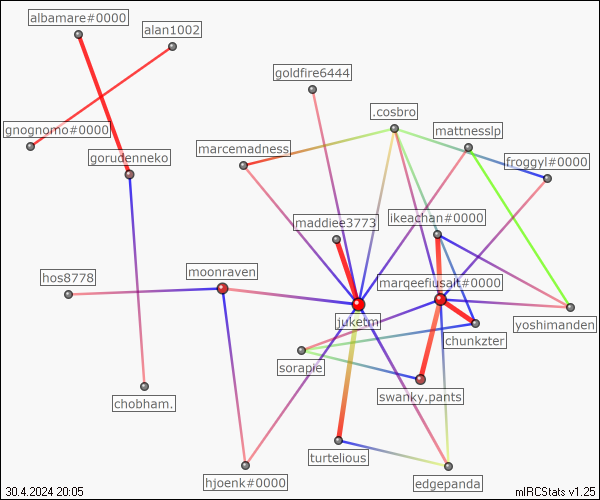 albamare#0000
alan1002
goldfire6444
.cosbro
gnognomo#0000
mattnesslp
marcemadness
gorudenneko
froggyl#0000
maddiee3773
ikeachan#0000
moonraven
hos8778
marqeefiusait#0000
juketm
yoshimanden
chunkzter
sorapie
swanky.pants
chobham.
turtelious
hjoenk#0000
edgepanda
30.4.2024 20:05
mIRCStats v1.25